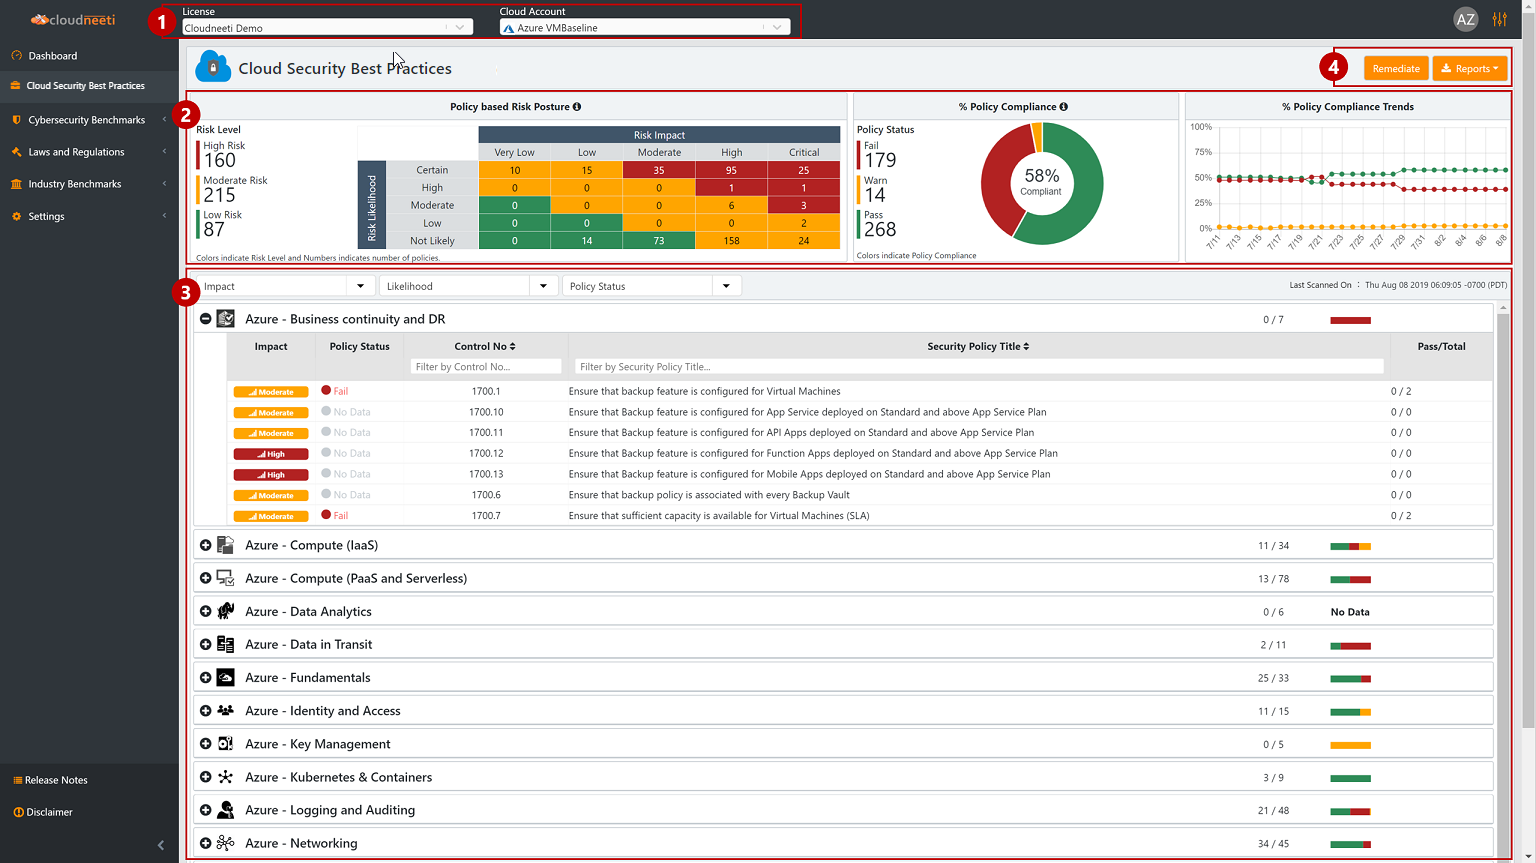 cloudneeti
1
License
Cloud Account
Cloudneeti Demo
Azure VMBaseline
AZ
Dashboard
Cloud Security Best Practices
Cybersecurity Benchmarks
Laws and Regulations
Industry Benchmarks
Settings
Release Notes
Disclaimer
Cloud Security Best Practices
4
Remediate
Reports
2
Policy based Risk Posture
Risk Level
High Risk
160
Moderate Risk
215
Low Risk
87
Risk Impact
Very Low Low Moderate High Critical
Risk Likelihood
Certain 10 15 35 95 25
High 0 0 0 1 1
Moderate 0 0 0 6 3
Low 0 0 0 0 2
Not Likely 0 14 73 158 24
Colors indicate Risk Level and Numbers indicates number of policies.
% Policy Compliance
Policy Status
Fail
179
Warn
14
Pass
268
58%
Compliant
Colors indicate Policy Compliance
% Policy Compliance Trends
100%
75%
50%
25%
0%
7/11 7/13 7/15 7/17 7/19 7/21 7/23 7/25 7/27 7/29 7/31 8/2 8/4 8/6 8/8
3
Impact Likelihood Policy Status
Last Scanned On : Thu Aug 08 2019 06:09:05 -0700 (PDT)
Azure - Business continuity and DR 0 / 7
Impact Policy Status Control No Security Policy Title Pass/Total
Filter by Control No... Filter by Security Policy Title...
Moderate Fail 1700.1 Ensure that backup feature is configured for Virtual Machines 0 / 2
Moderate No Data 1700.10 Ensure that Backup feature is configured for App Service deployed on Standard and above App Service Plan 0 / 0
Moderate No Data 1700.11 Ensure that Backup feature is configured for API Apps deployed on Standard and above App Service Plan 0 / 0
High No Data 1700.12 Ensure that Backup feature is configured for Function Apps deployed on Standard and above App Service Plan 0 / 0
High No Data 1700.13 Ensure that Backup feature is configured for Mobile Apps deployed on Standard and above App Service Plan 0 / 0
Moderate No Data 1700.6 Ensure that backup policy is associated with every Backup Vault 0 / 0
Moderate Fail 1700.7 Ensure that sufficient capacity is available for Virtual Machines (SLA) 0 / 2
Azure - Compute (IaaS) 11 / 34
Azure - Compute (PaaS and Serverless) 13 / 78
Azure - Data Analytics 0 / 6 No Data
Azure - Data in Transit 2 / 11
Azure - Fundamentals 25 / 33
Azure - Identity and Access 11 / 15
Azure - Key Management 0 / 5
Azure - Kubernetes & Containers 3 / 9
Azure - Logging and Auditing 21 / 48
Azure - Networking 34 / 45